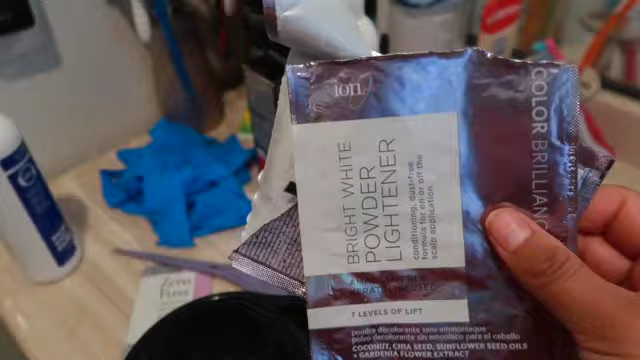 ion
COLOR BRILLIANC
BRIGHT WHITE
POWDER
LIGHTENER
conditioning, dust-free
formula for on or off the
scalp application
7 LEVELS OF LIFT
poudre décolorante sans ammoniaque
polvo decolorante sin amoníaco para el cabello
COCONUT, CHIA SEED, SUNFLOWER SEED OILS
+ GARDENIA FLOWER EXTRACT